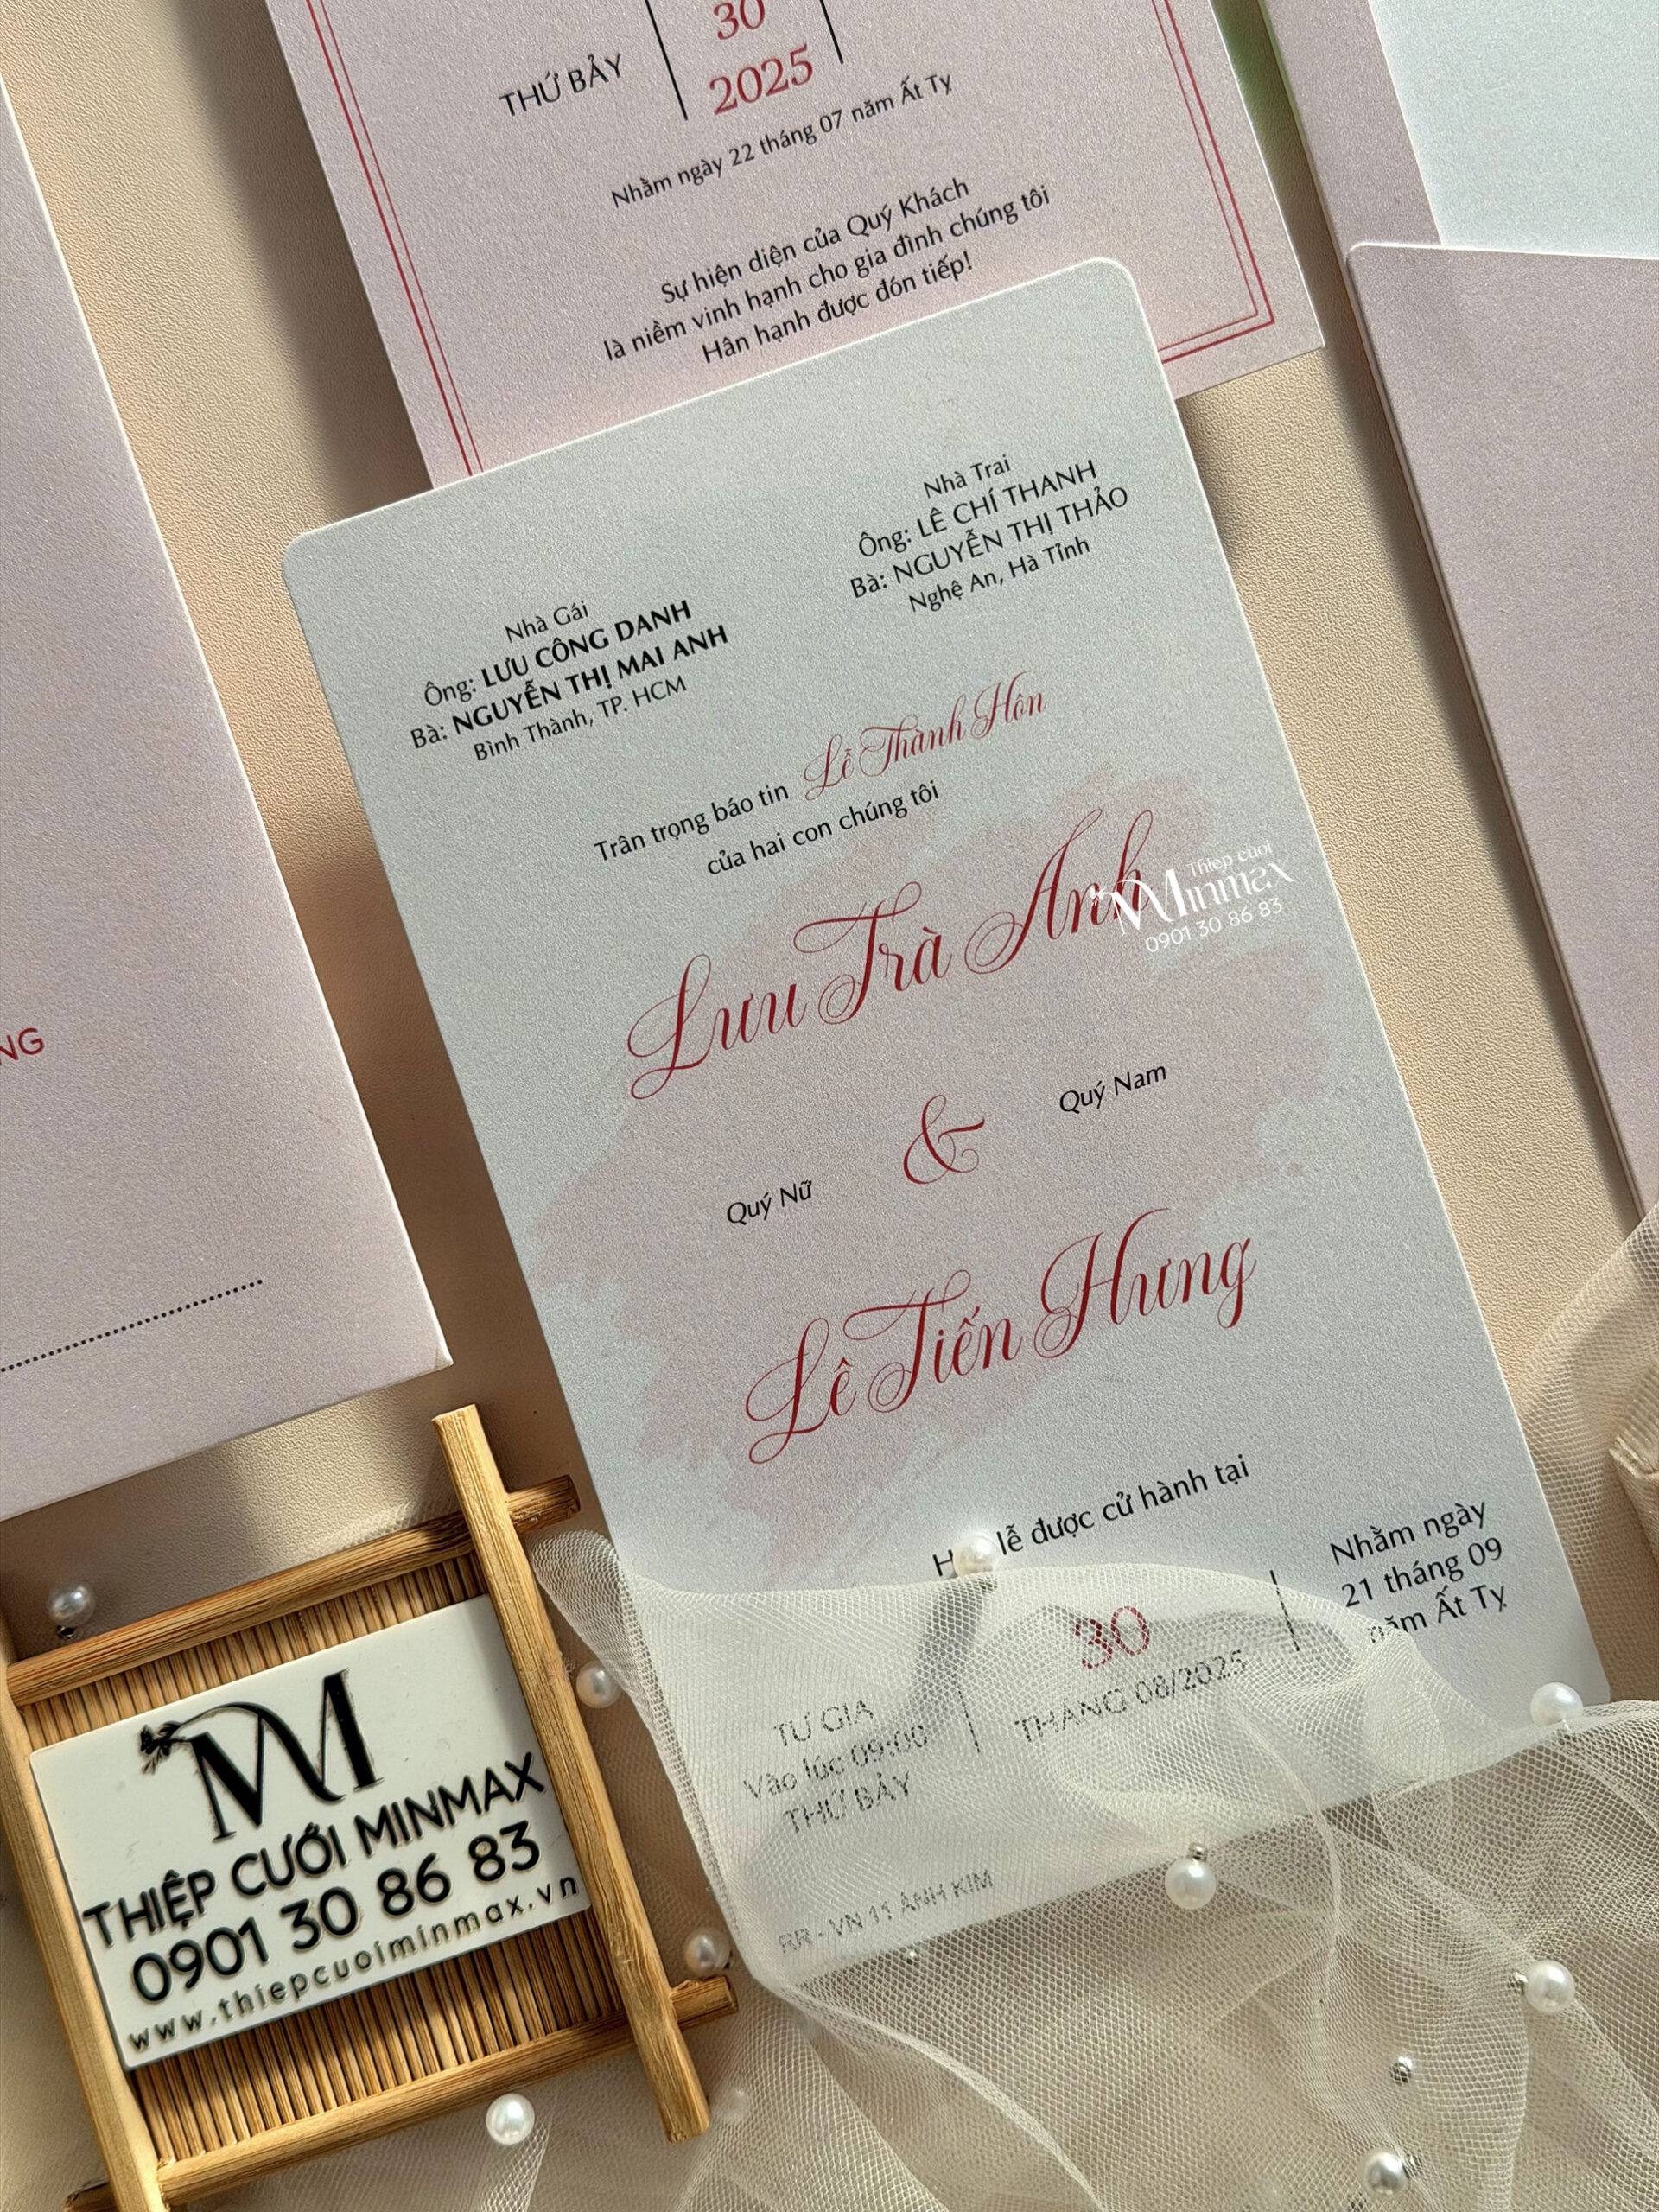 30
THỨ BẢY
2025
Nhằm ngày 22 tháng 07 năm Ất Tỵ
Sự hiện diện của Quý Khách
là niềm vinh hạnh cho gia đình chúng tôi
Hân hạnh được đón tiếp!
Nhà Gái
Ông: LƯU CÔNG DANH
Bà: NGUYỄN THỊ MAI ANH
Bình Thành, TP. HCM
Nhà Trai
Ông: LÊ CHÍ THANH
Bà: NGUYỄN THỊ THẢO
Nghệ An, Hà Tĩnh
Trân trọng báo tin Lễ Thành Hôn
của hai con chúng tôi
Lưu Trà Anh
Thiệp cưới
Minmax
0901 30 86 83
Quý Nữ & Quý Nam
Lê Tiến Hưng
lễ được cử hành tại
TƯ GIA
Vào lúc 09:00
THỨ BẢY
30
THÁNG 08/2025
Nhằm ngày
21 tháng 09
năm Ất Tỵ
RR - VN 11 ÁNH KIM
NG
M
THIỆP CƯỚI MINMAX
0901 30 86 83
www.thiepcuoiminmax.vn